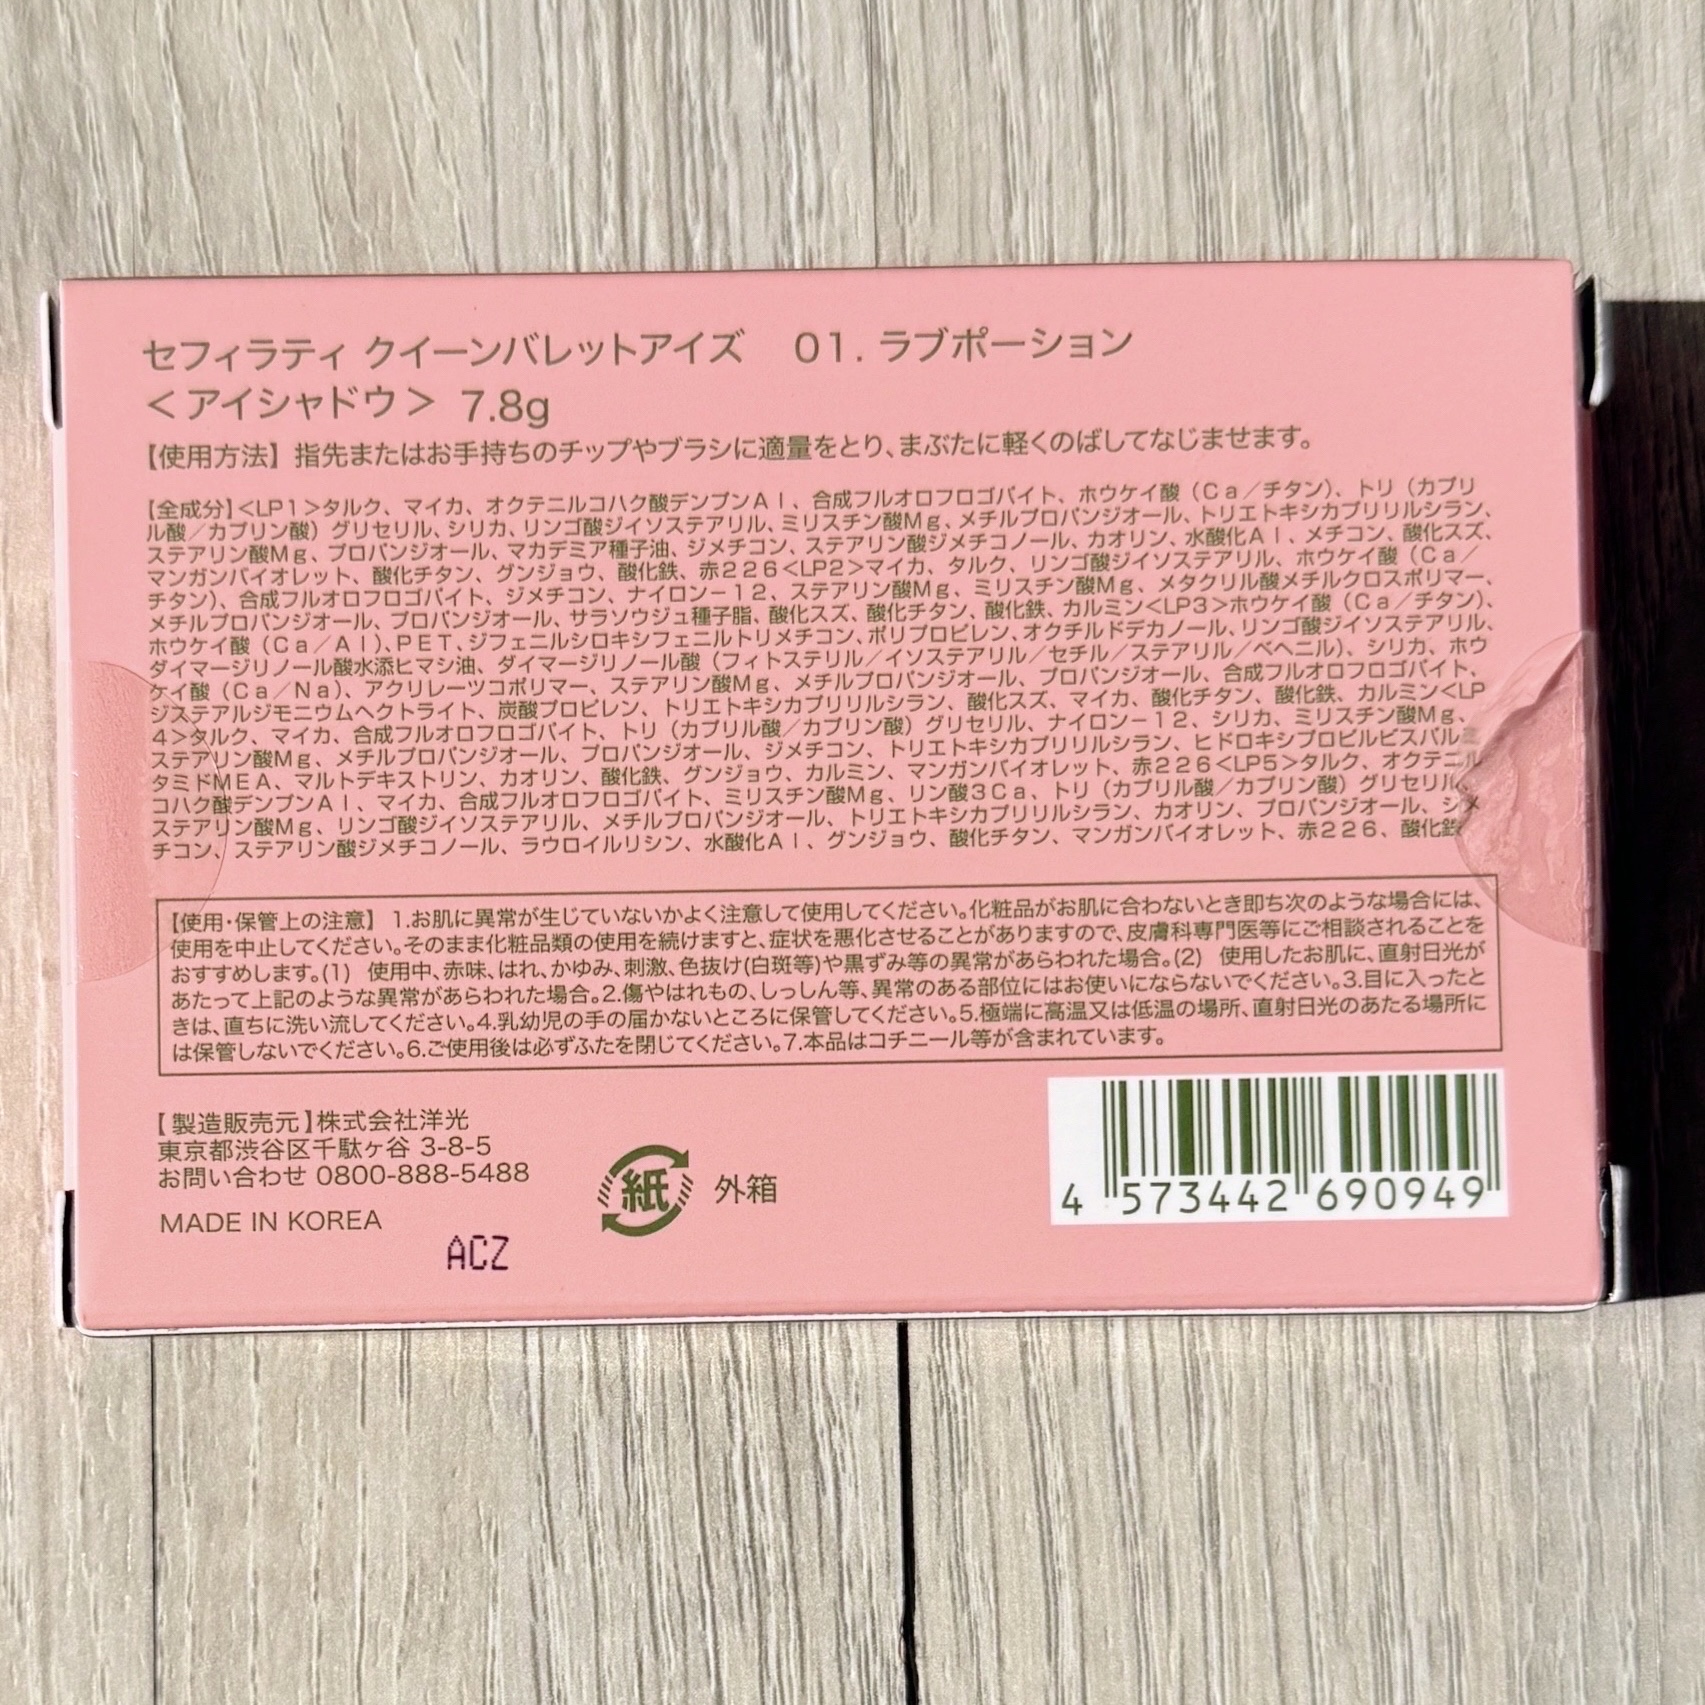 セフィラティ クイーンバレットアイズ　01. ラブポーション
＜アイシャドウ＞ 7.8g
【使用方法】指先またはお手持ちのチップやブラシに適量をとり、まぶたに軽くのばしてなじませます。
【全成分】<LP1>タルク、マイカ、オクテニルコハク酸デンプンＡｌ、合成フルオロフロゴパイト、ホウケイ酸（Ｃａ／チタン）、トリ（カプリ
ル酸／カプリン酸）グリセリル、シリカ、リンゴ酸ジイソステアリル、ミリスチン酸Mｇ、メチルプロパンジオール、トリエトキシカプリリルシラン、
ステアリン酸Mｇ、プロパンジオール、マカデミア種子油、ジメチコン、ステアリン酸ジメチコノール、カオリン、水酸化Ａｌ、メチコン、酸化スズ、
マンガンバイオレット、酸化チタン、グンジョウ、酸化鉄、赤２２６<LP2>マイカ、タルク、リンゴ酸ジイソステアリル、ホウケイ酸（Ｃａ／
チタン）、合成フルオロフロゴパイト、ジメチコン、ナイロン－１２、ステアリン酸Mｇ、ミリスチン酸Mｇ、メタクリル酸メチルクロスポリマー、
メチルプロパンジオール、プロパンジオール、サラソウジュ種子脂、酸化スズ、酸化チタン、酸化鉄、カルミン<LP3>ホウケイ酸（Ｃａ／チタン）、
ホウケイ酸（Ｃａ／Ａｌ）、ＰＥＴ、ジフェニルシロキシフェニルトリメチコン、ポリプロピレン、オクチルドデカノール、リンゴ酸ジイソステアリル、
ダイマージリノール酸水添ヒマシ油、ダイマージリノール酸（フィトステリル／イソステアリル／セチル／ステアリル／ベヘニル）、シリカ、ホウ
ケイ酸（Ｃａ／Ｎａ）、アクリレーツコポリマー、ステアリン酸Mｇ、メチルプロパンジオール、プロパンジオール、合成フルオロフロゴパイト、
ジステアルジモニウムヘクトライト、炭酸プロピレン、トリエトキシカプリリルシラン、酸化スズ、マイカ、酸化チタン、酸化鉄、カルミン<LP
4>タルク、マイカ、合成フルオロフロゴパイト、トリ（カプリル酸／カプリン酸）グリセリル、ナイロン－１２、シリカ、ミリスチン酸Mｇ、
ステアリン酸Mｇ、メチルプロパンジオール、プロパンジオール、ジメチコン、トリエトキシカプリリルシラン、ヒドロキシプロピルビスパルミ
タミドＭＥＡ、マルトデキストリン、カオリン、酸化鉄、グンジョウ、カルミン、マンガンバイオレット、赤２２６<LP5>タルク、オクテニル
コハク酸デンプンＡｌ、マイカ、合成フルオロフロゴパイト、ミリスチン酸Mｇ、リン酸３Ｃａ、トリ（カプリル酸／カプリン酸）グリセリル、
ステアリン酸Mｇ、リンゴ酸ジイソステアリル、メチルプロパンジオール、トリエトキシカプリリルシラン、カオリン、プロパンジオール、ジメ
チコン、ステアリン酸ジメチコノール、ラウロイルリシン、水酸化Ａｌ、グンジョウ、酸化チタン、マンガンバイオレット、赤２２６、酸化鉄
【使用・保管上の注意】1.お肌に異常が生じていないかよく注意して使用してください。化粧品がお肌に合わないとき即ち次のような場合には、
使用を中止してください。そのまま化粧品類の使用を続けますと、症状を悪化させることがありますので、皮膚科専門医等にご相談されることを
おすすめします。(1) 使用中、赤味、はれ、かゆみ、刺激、色抜け(白斑等)や黒ずみ等の異常があらわれた場合。(2) 使用したお肌に、直射日光が
あたって上記のような異常があらわれた場合。2.傷やはれもの、しっしん等、異常のある部位にはお使いにならないでください。3.目に入ったと
きは、直ちに洗い流してください。4.乳幼児の手の届かないところに保管してください。5.極端に高温又は低温の場所、直射日光のあたる場所に
は保管しないでください。6.ご使用後は必ずふたを閉じてください。7.本品はコチニール等が含まれています。
【製造販売元】株式会社洋光
東京都渋谷区千駄ヶ谷 3-8-5
お問い合わせ 0800-888-5488
MADE IN KOREA
ACZ
紙 外箱
4 573442 690949